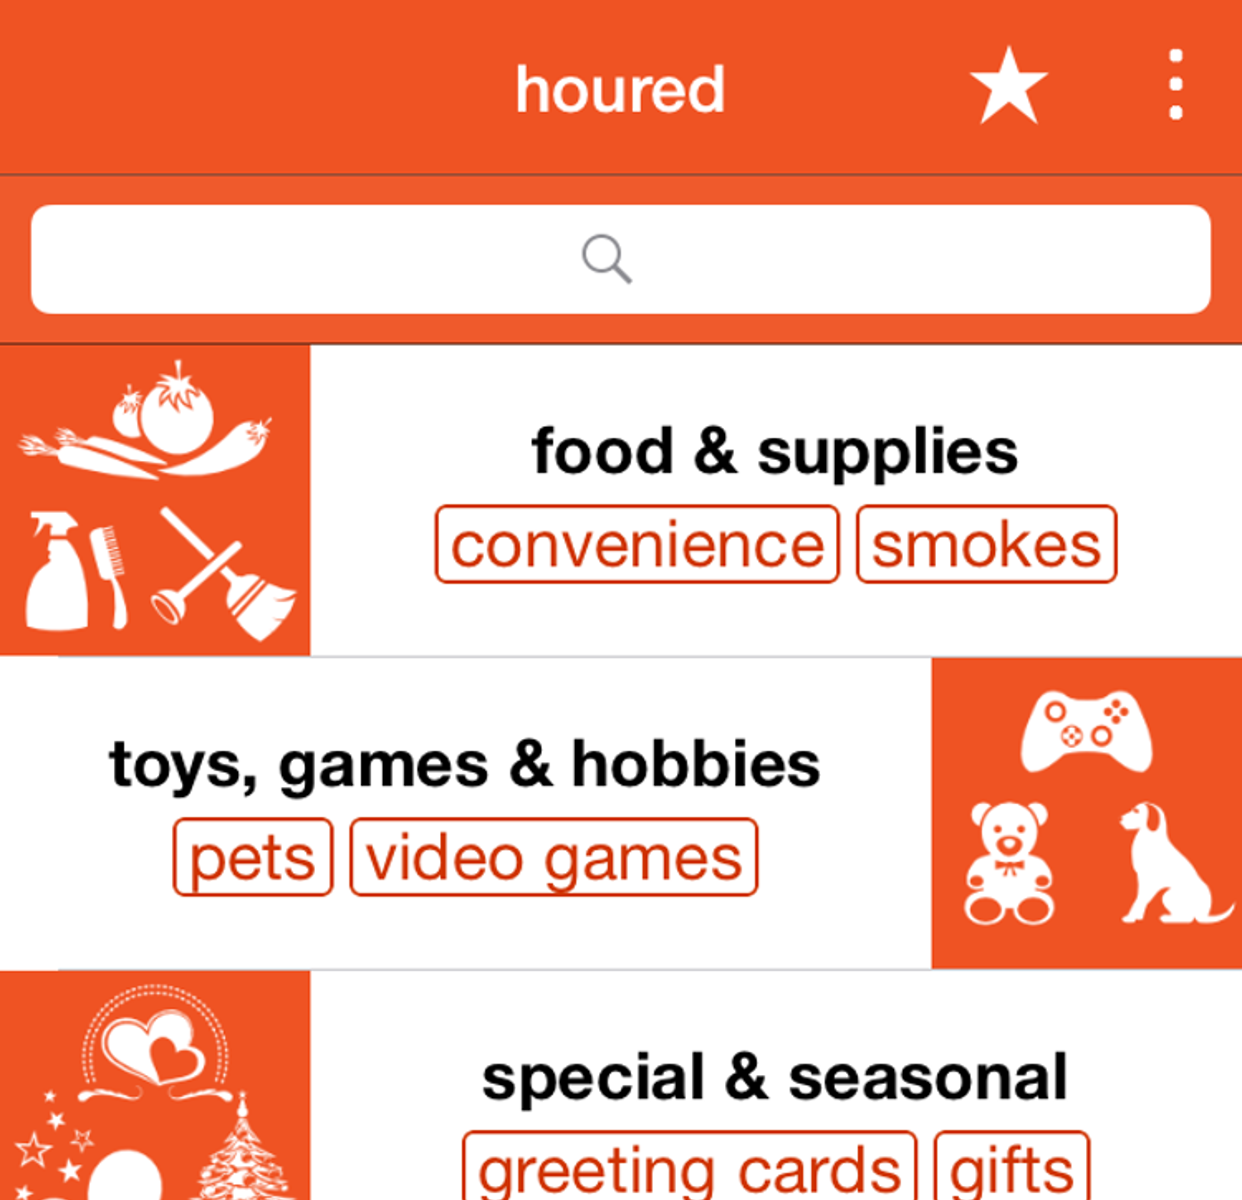 houred
food & supplies
convenience smokes
toys, games & hobbies
pets video games
special & seasonal
greeting cards gifts